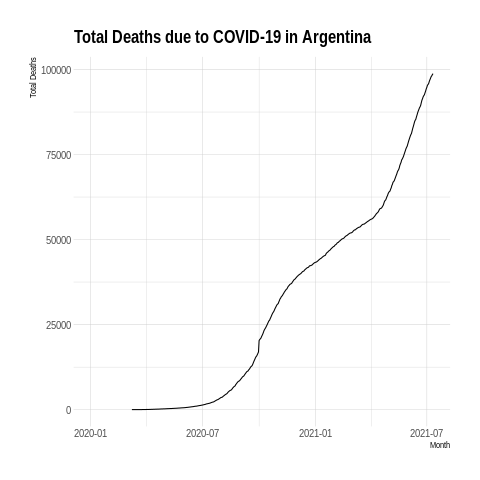 Total Deaths due to COVID-19 in Argentina
Total Deaths
100000
75000
50000
25000
0
2020-01 2020-07 2021-01 2021-07
Month